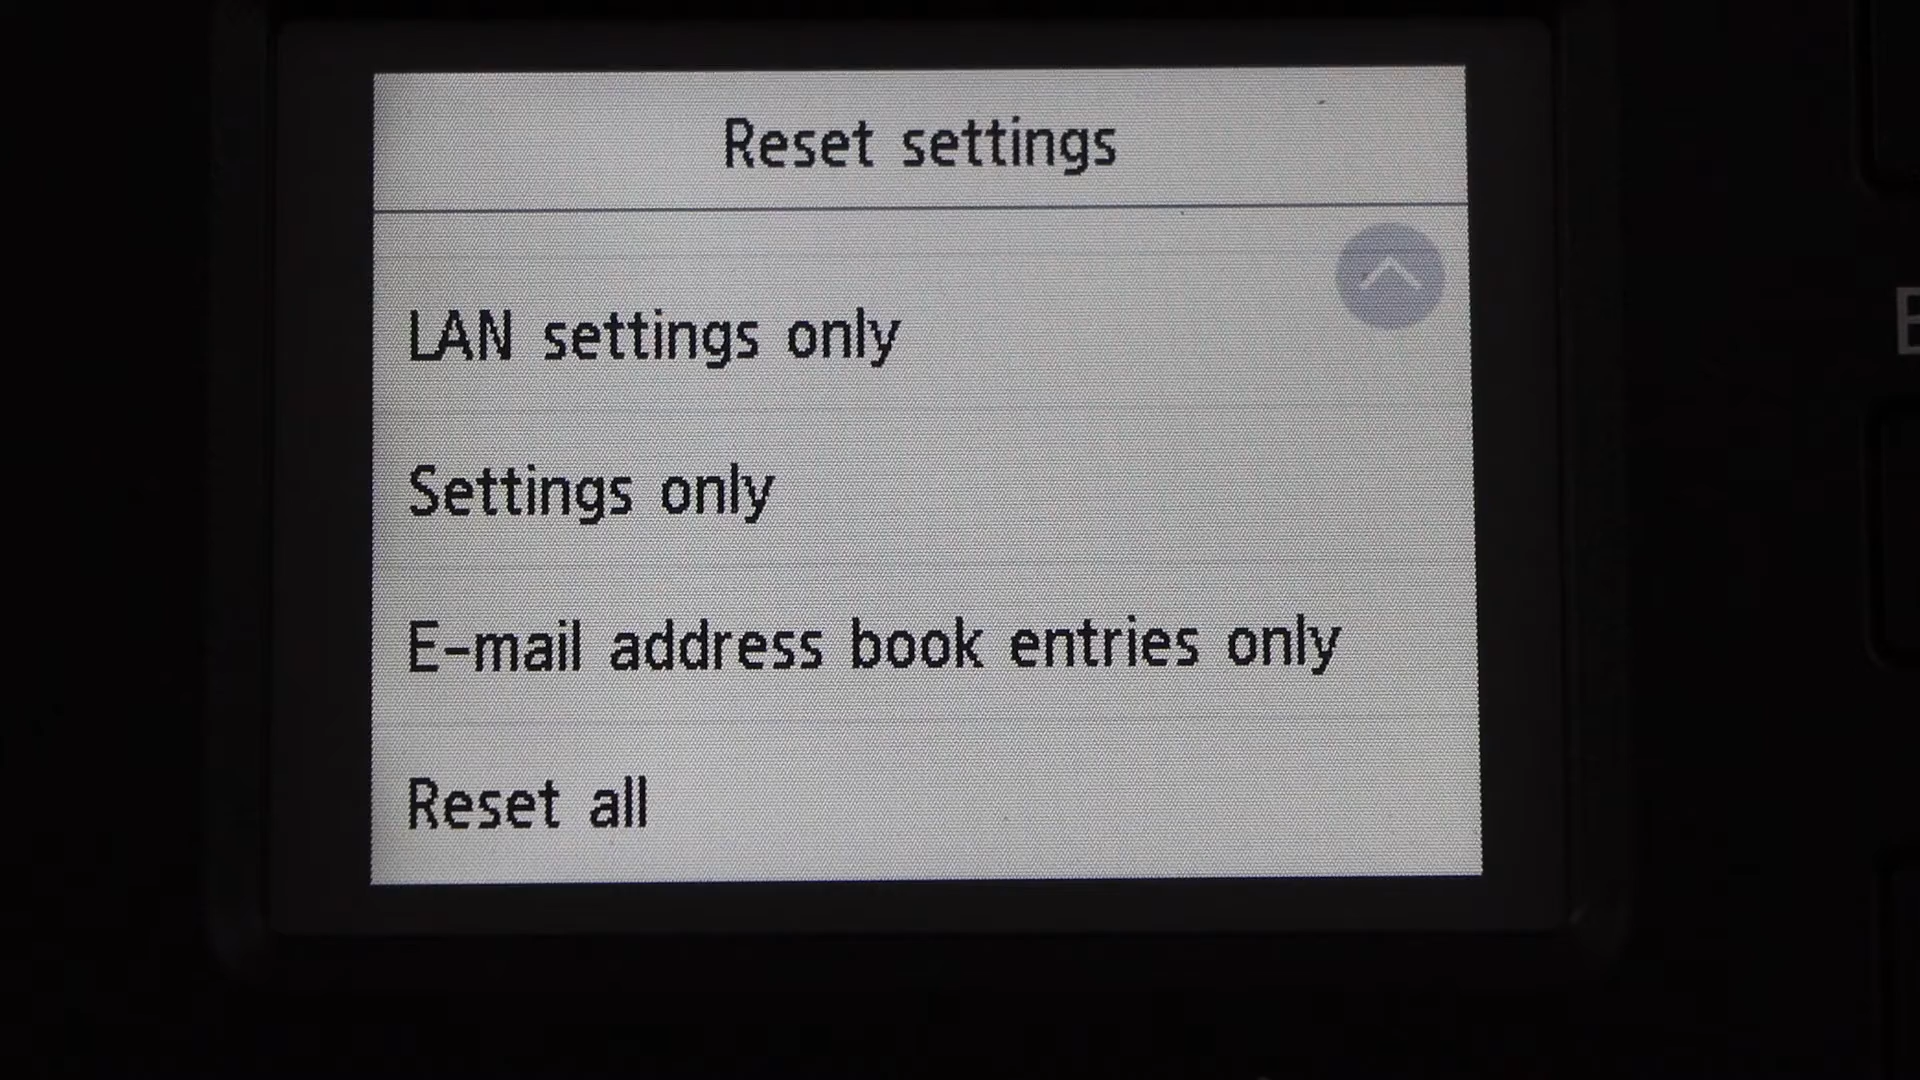 Reset settings
LAN settings only
Settings only
E-mail address book entries only
Reset all